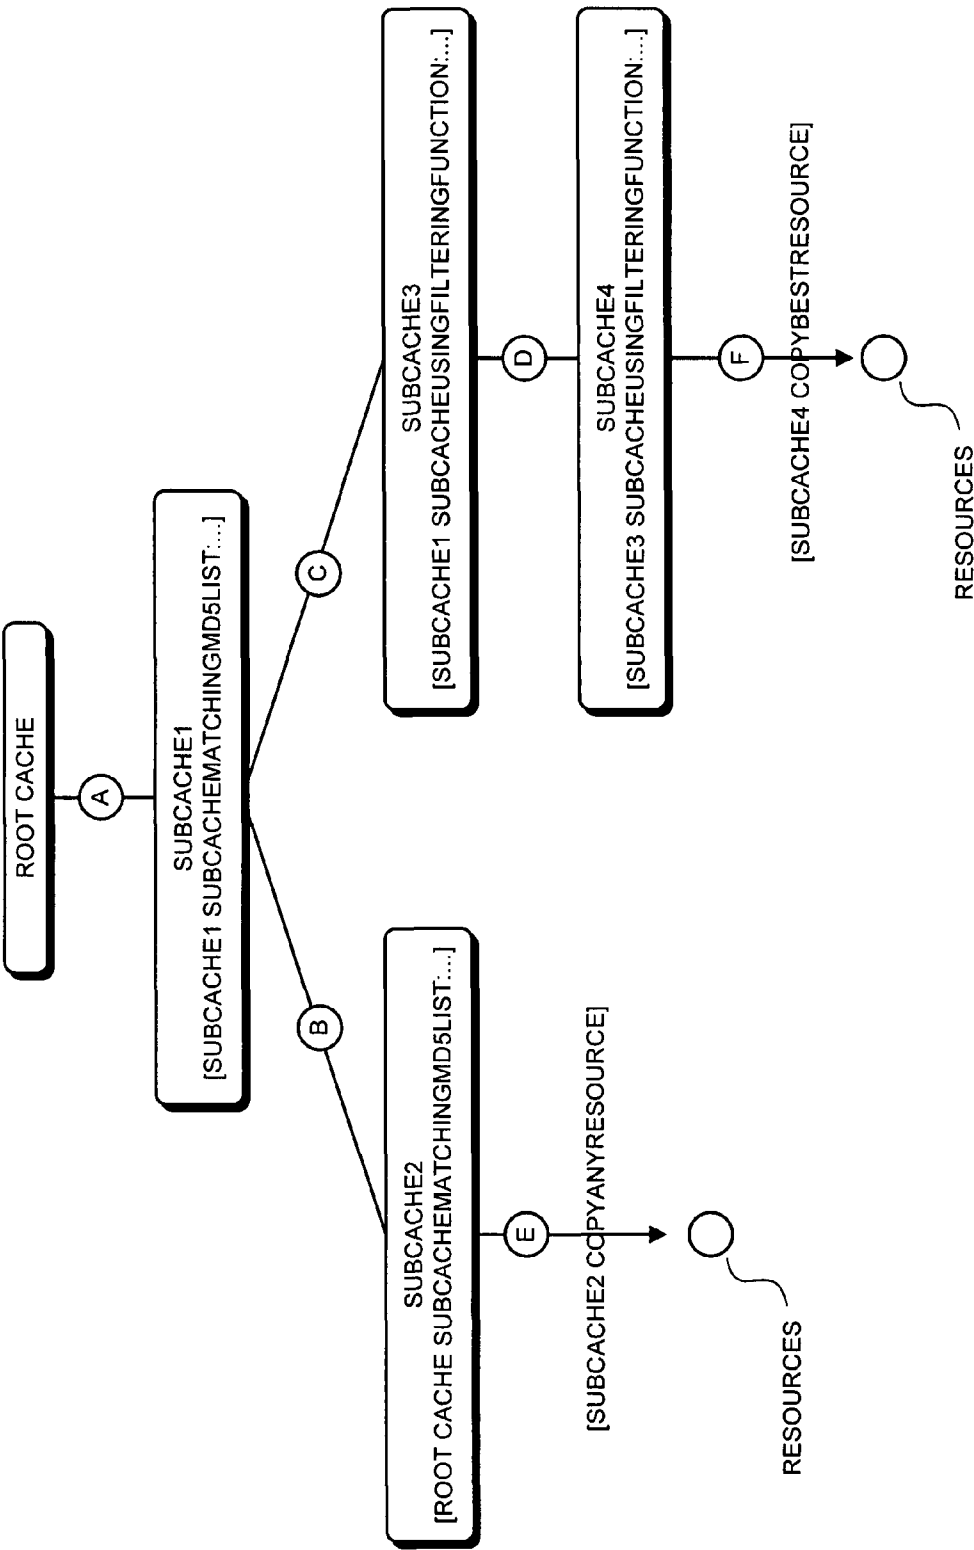 ROOT CACHE
A
SUBCACHE1
[SUBCACHE1 SUBCACHEMATCHINGMD5LIST:...]
B
C
SUBCACHE2
[ROOT CACHE SUBCACHEMATCHINGMD5LIST:...]
SUBCACHE3
[SUBCACHE1 SUBCACHEUSINGFILTERINGFUNCTION:...]
E
D
[SUBCACHE2 COPYANYRESOURCE]
SUBCACHE4
[SUBCACHE3 SUBCACHEUSINGFILTERINGFUNCTION:...]
F
[SUBCACHE4 COPYBESTRESOURCE]
RESOURCES
RESOURCES